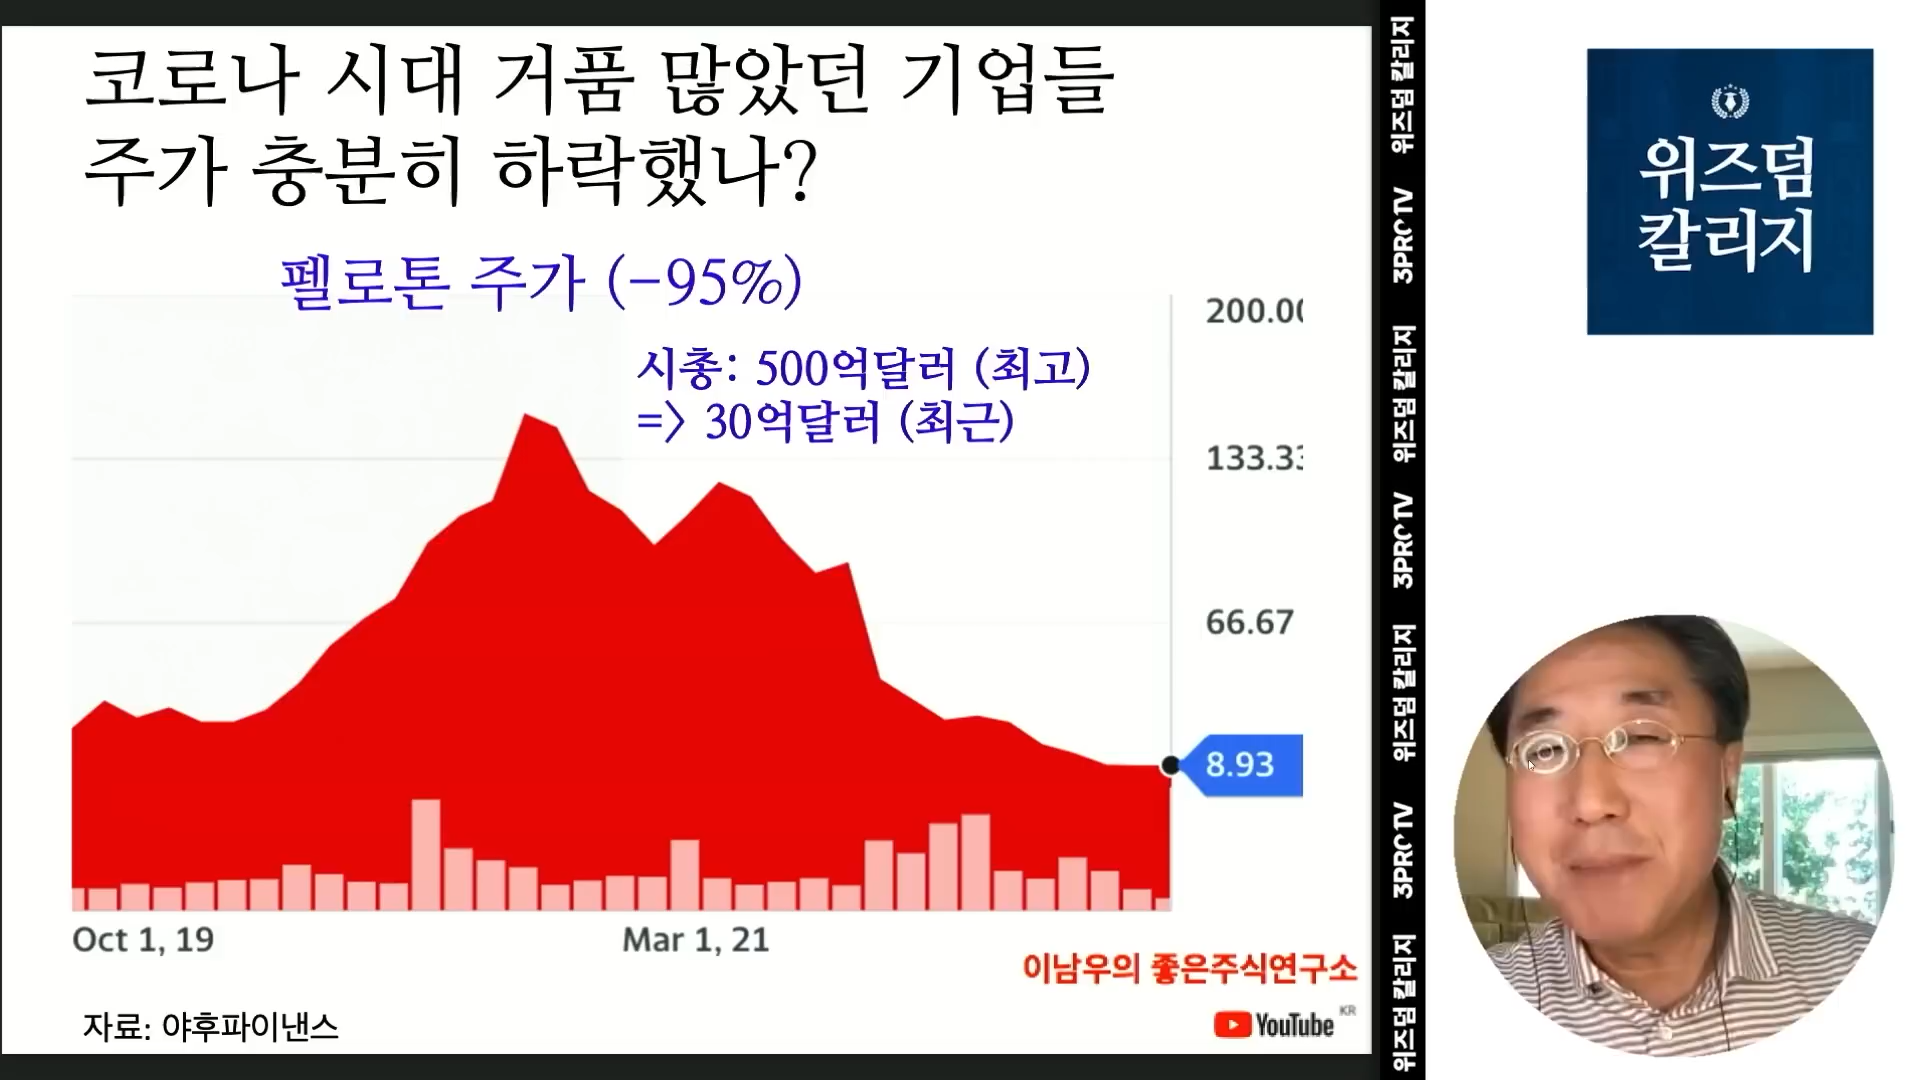 코로나 시대 거품 많았던 기업들
주가 충분히 하락했나?
펠로톤 주가 (-95%)
시총: 500억달러 (최고)
=> 30억달러 (최근)
200.00
133.33
66.67
8.93
Oct 1, 19
Mar 1, 21
이남우의 좋은주식연구소
자료: 야후파이낸스
YouTube KR
위즈덤 칼리지
3PROTV
위즈덤 칼리지
3PROTV
위즈덤 칼리지
3PROTV
위즈덤 칼리지
위즈덤
칼리지